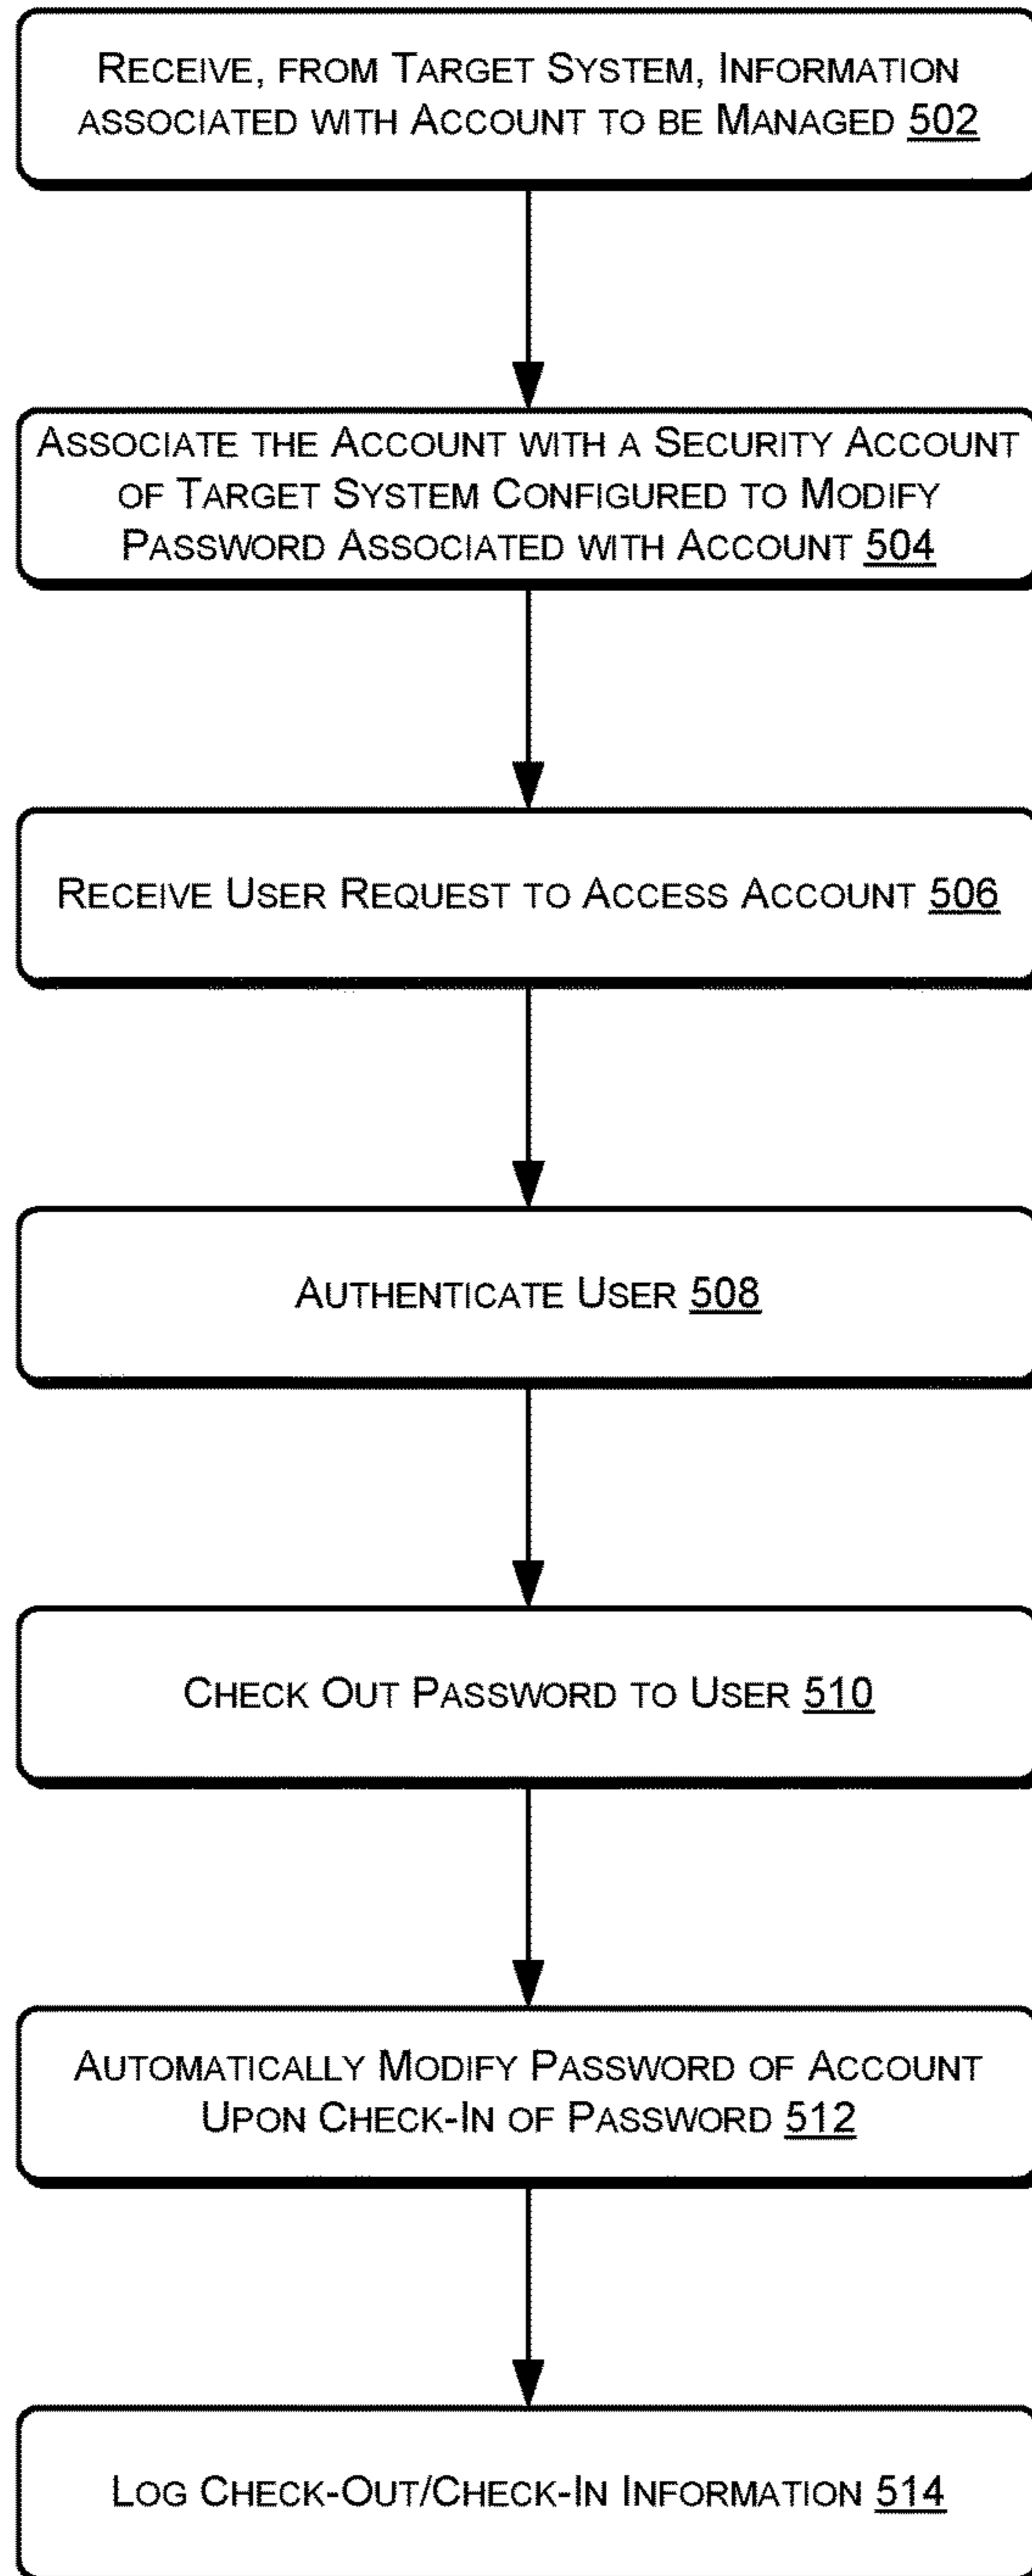 RECEIVE, FROM TARGET SYSTEM, INFORMATION
ASSOCIATED WITH ACCOUNT TO BE MANAGED 502
ASSOCIATE THE ACCOUNT WITH A SECURITY ACCOUNT
OF TARGET SYSTEM CONFIGURED TO MODIFY
PASSWORD ASSOCIATED WITH ACCOUNT 504
RECEIVE USER REQUEST TO ACCESS ACCOUNT 506
AUTHENTICATE USER 508
CHECK OUT PASSWORD TO USER 510
AUTOMATICALLY MODIFY PASSWORD OF ACCOUNT
UPON CHECK-IN OF PASSWORD 512
LOG CHECK-OUT/CHECK-IN INFORMATION 514